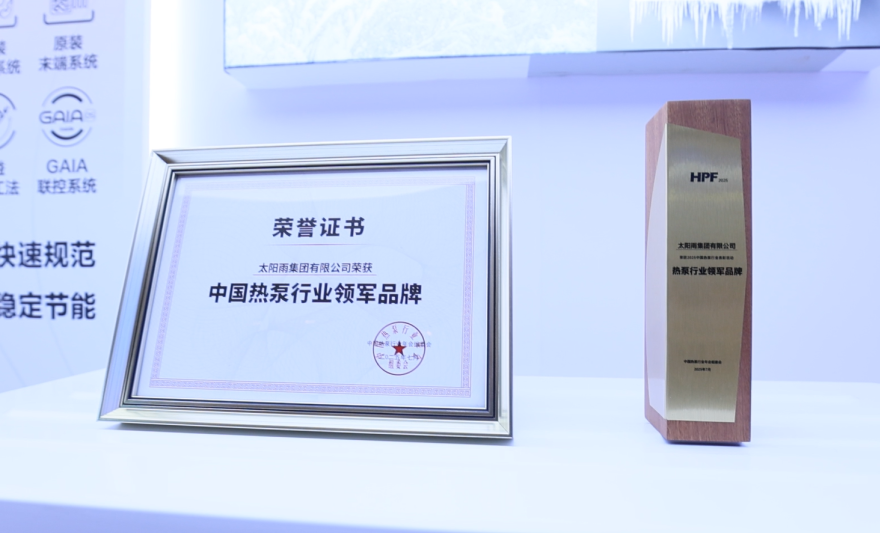 原装
末端系统
系统
GAIA
GAIA
联控系统
工法
快速规范
稳定节能
荣誉证书
太阳雨集团有限公司荣获
中国热泵行业领军品牌
HPF
太阳雨集团有限公司
热泵行业领军品牌